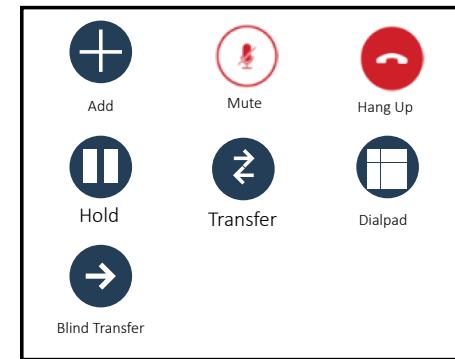 Add
Mute
Hang Up
Hold
Transfer
Dialpad
Blind Transfer